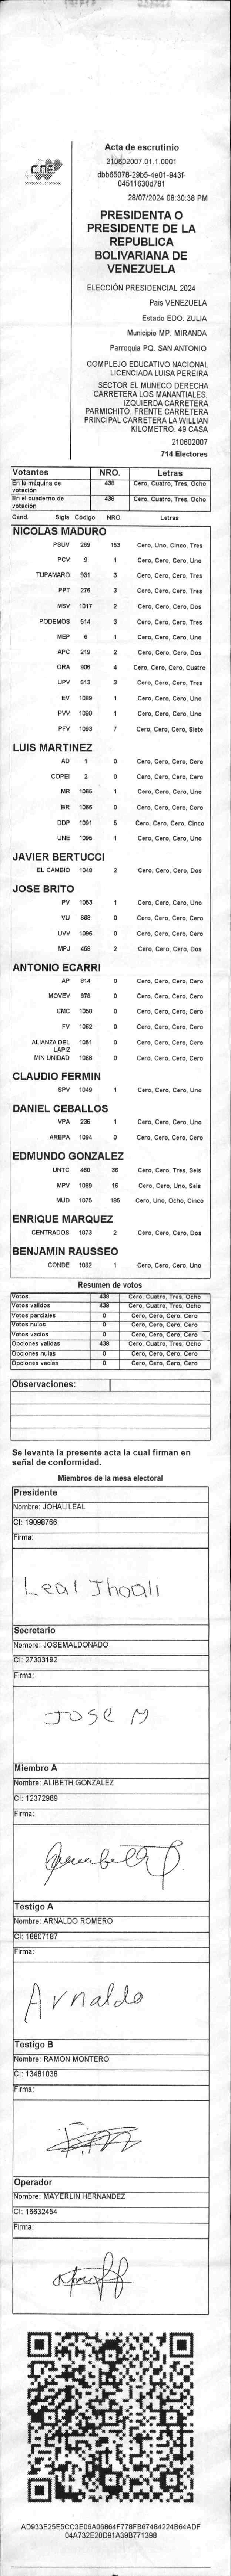 CNE
Acta de escrutinio
210602007.01.1.0001
dbb65078-29b5-4e01-943f-
04511630d781
28/07/2024 08:30:38 PM
PRESIDENTA O
PRESIDENTE DE LA
REPUBLICA
BOLIVARIANA DE
VENEZUELA
ELECCIÓN PRESIDENCIAL 2024
Pais VENEZUELA
Estado EDO. ZULIA
Municipio MP. MIRANDA
Parroquia PQ. SAN ANTONIO
COMPLEJO EDUCATIVO NACIONAL
LICENCIADA LUISA PEREIRA
SECTOR EL MUNECO DERECHA
CARRETERA LOS MANANTIALES.
IZQUIERDA CARRETERA
PARMICHITO. FRENTE CARRETERA
PRINCIPAL CARRETERA LA WILLIAN
KILOMETRO. 49 CASA
210602007
714 Electores
Votantes NRO. Letras
En la máquina de votación 438 Cero, Cuatro, Tres, Ocho
En el cuaderno de votación 438 Cero, Cuatro, Tres, Ocho
Cand. Sigla Código NRO. Letras
NICOLAS MADURO
PSUV 269 153 Cero, Uno, Cinco, Tres
PCV 9 1 Cero, Cero, Cero, Uno
TUPAMARO 931 3 Cero, Cero, Cero, Tres
PPT 276 3 Cero, Cero, Cero, Tres
MSV 1017 2 Cero, Cero, Cero, Dos
PODEMOS 514 3 Cero, Cero, Cero, Tres
MEP 6 1 Cero, Cero, Cero, Uno
APC 219 2 Cero, Cero, Cero, Dos
ORA 906 4 Cero, Cero, Cero, Cuatro
UPV 613 3 Cero, Cero, Cero, Tres
EV 1089 1 Cero, Cero, Cero, Uno
PVV 1090 1 Cero, Cero, Cero, Uno
PFV 1093 7 Cero, Cero, Cero, Siete
LUIS MARTINEZ
AD 1 0 Cero, Cero, Cero, Cero
COPEI 2 0 Cero, Cero, Cero, Cero
MR 1065 1 Cero, Cero, Cero, Uno
BR 1066 0 Cero, Cero, Cero, Cero
DDP 1091 5 Cero, Cero, Cero, Cinco
UNE 1095 1 Cero, Cero, Cero, Uno
JAVIER BERTUCCI
EL CAMBIO 1048 2 Cero, Cero, Cero, Dos
JOSE BRITO
PV 1053 1 Cero, Cero, Cero, Uno
VU 868 0 Cero, Cero, Cero, Cero
UVV 1096 0 Cero, Cero, Cero, Cero
MPJ 458 2 Cero, Cero, Cero, Dos
ANTONIO ECARRI
AP 814 0 Cero, Cero, Cero, Cero
MOVEV 878 0 Cero, Cero, Cero, Cero
CMC 1050 0 Cero, Cero, Cero, Cero
FV 1062 0 Cero, Cero, Cero, Cero
ALIANZA DEL LAPIZ 1051 0 Cero, Cero, Cero, Cero
MIN UNIDAD 1068 0 Cero, Cero, Cero, Cero
CLAUDIO FERMIN
SPV 1049 1 Cero, Cero, Cero, Uno
DANIEL CEBALLOS
VPA 236 1 Cero, Cero, Cero, Uno
AREPA 1094 0 Cero, Cero, Cero, Cero
EDMUNDO GONZALEZ
UNTC 460 36 Cero, Cero, Tres, Seis
MPV 1069 16 Cero, Cero, Uno, Seis
MUD 1075 185 Cero, Uno, Ocho, Cinco
ENRIQUE MARQUEZ
CENTRADOS 1073 2 Cero, Cero, Cero, Dos
BENJAMIN RAUSSEO
CONDE 1092 1 Cero, Cero, Cero, Uno
Resumen de votos
Votos 438 Cero, Cuatro, Tres, Ocho
Votos validos 438 Cero, Cuatro, Tres, Ocho
Votos parciales 0 Cero, Cero, Cero, Cero
Votos nulos 0 Cero, Cero, Cero, Cero
Votos vacios 0 Cero, Cero, Cero, Cero
Opciones validas 438 Cero, Cuatro, Tres, Ocho
Opciones nulas 0 Cero, Cero, Cero, Cero
Opciones vacias 0 Cero, Cero, Cero, Cero
Observaciones:
Se levanta la presente acta la cual firman en
señal de conformidad.
Miembros de la mesa electoral
Presidente
Nombre: JOHALILEAL
CI: 19098766
Firma:
Leal Jhoali
Secretario
Nombre: JOSEMALDONADO
CI: 27303192
Firma:
JOSE M
Miembro A
Nombre: ALIBETH GONZALEZ
CI: 12372989
Firma:
Testigo A
Nombre: ARNALDO ROMERO
CI: 18807187
Firma:
Arnaldo
Testigo B
Nombre: RAMON MONTERO
CI: 13481038
Firma:
Operador
Nombre: MAYERLIN HERNANDEZ
CI: 16632454
Firma:
AD933E25E5CC3E06A06864F778FB67484224B64ADF
04A732E20D91A39B771398